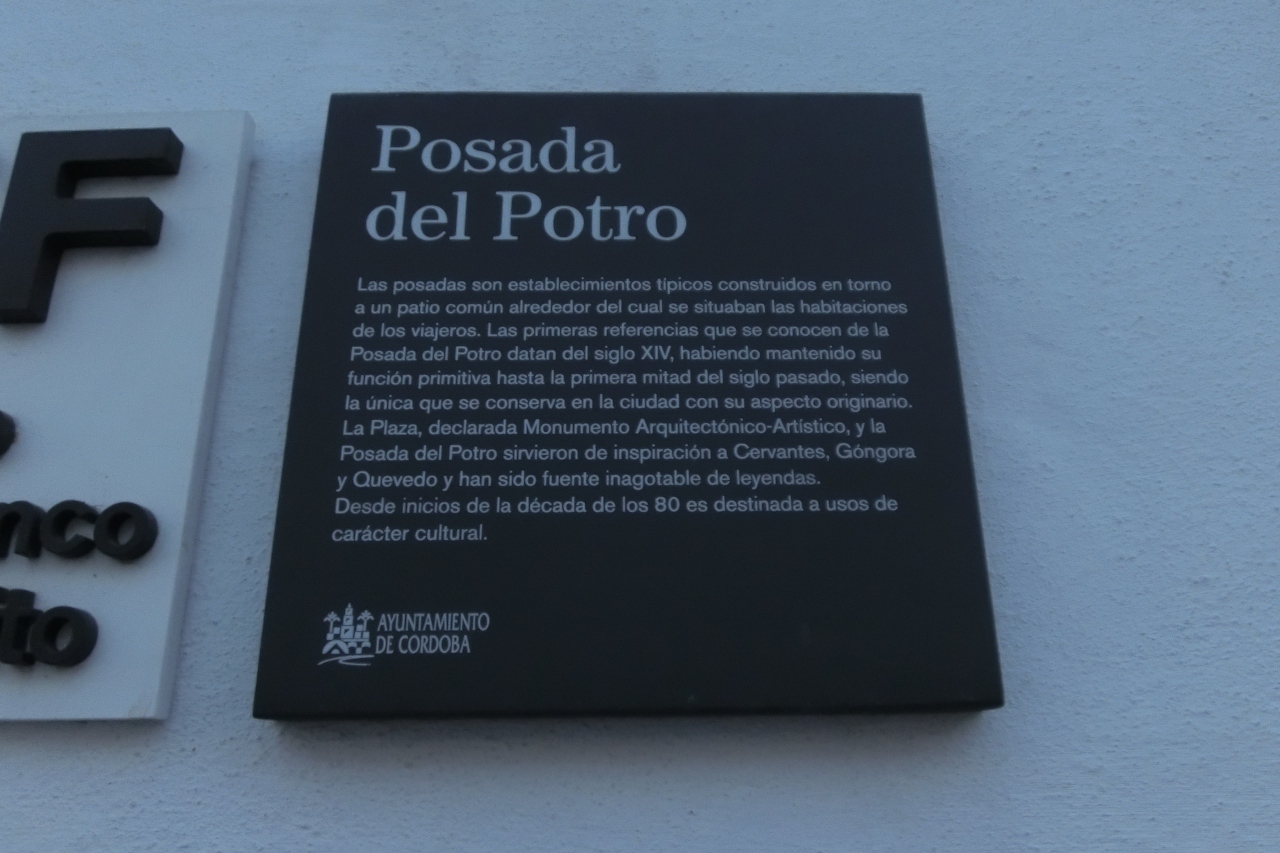 Posada
del Potro
Las posadas son establecimientos típicos construidos en torno
a un patio común alrededor del cual se situaban las habitaciones
de los viajeros. Las primeras referencias que se conocen de la
Posada del Potro datan del siglo XIV, habiendo mantenido su
función primitiva hasta la primera mitad del siglo pasado, siendo
la única que se conserva en la ciudad con su aspecto originario.
La Plaza, declarada Monumento Arquitectónico-Artístico, y la
Posada del Potro sirvieron de inspiración a Cervantes, Góngora
y Quevedo y han sido fuente inagotable de leyendas.
Desde inicios de la década de los 80 es destinada a usos de
carácter cultural.
AYUNTAMIENTO
DE CORDOBA
F
nco
ito